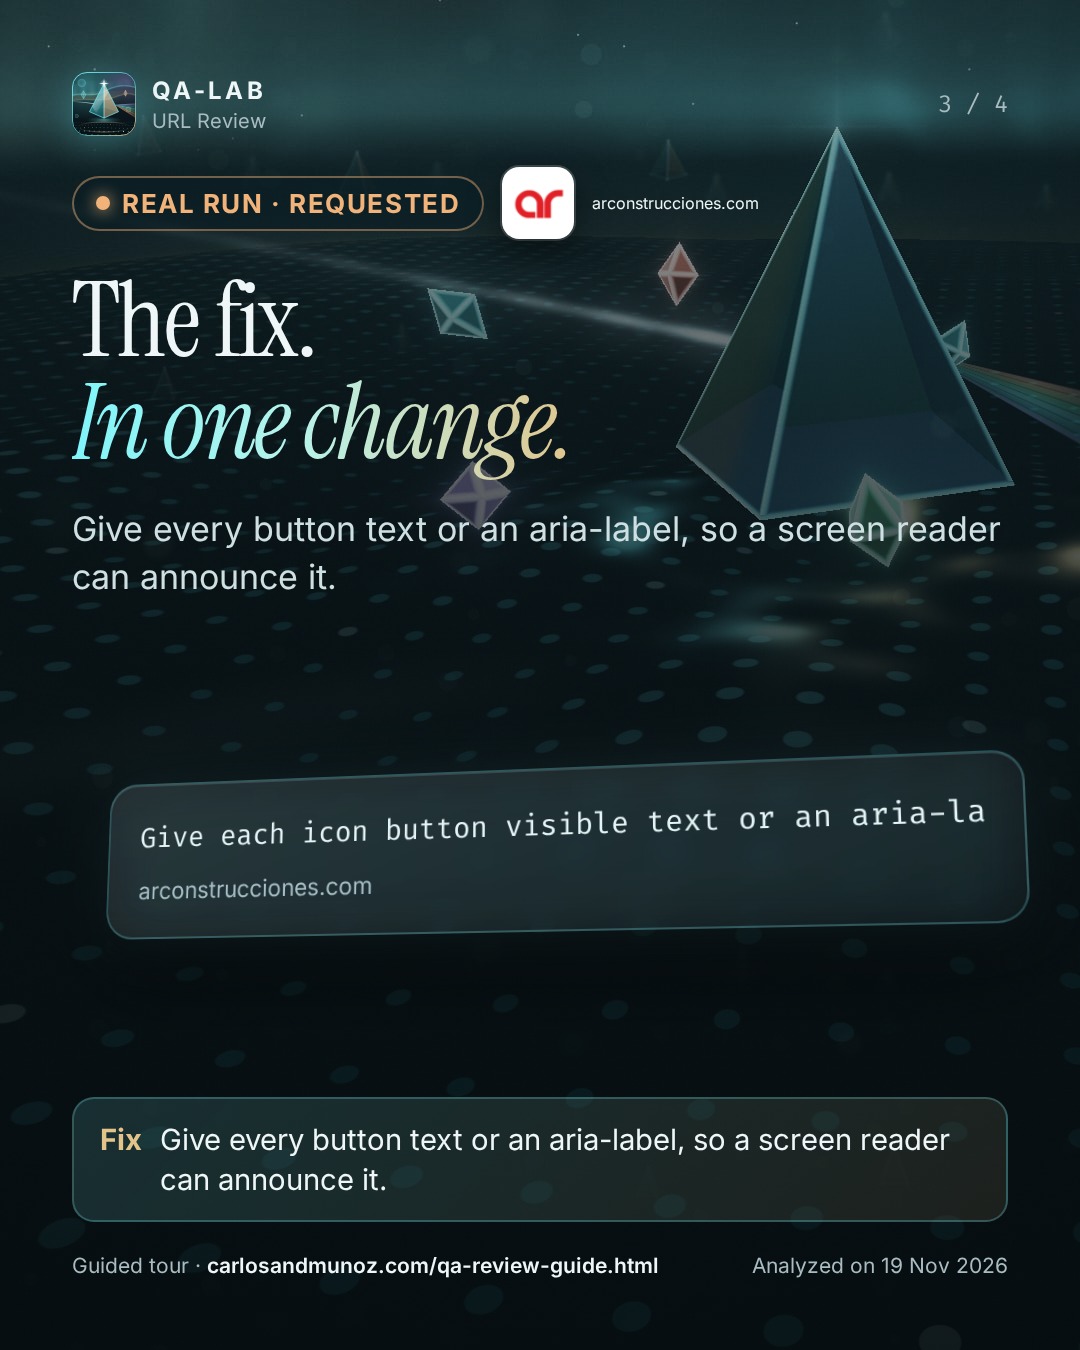 QA-LAB
URL Review
3 / 4
REAL RUN · REQUESTED
ar
arconstrucciones.com
The fix.
In one change.
Give every button text or an aria-label, so a screen reader
can announce it.
Give each icon button visible text or an aria-la
arconstrucciones.com
Fix Give every button text or an aria-label, so a screen reader
can announce it.
Guided tour · carlosandmunoz.com/qa-review-guide.html
Analyzed on 19 Nov 2026